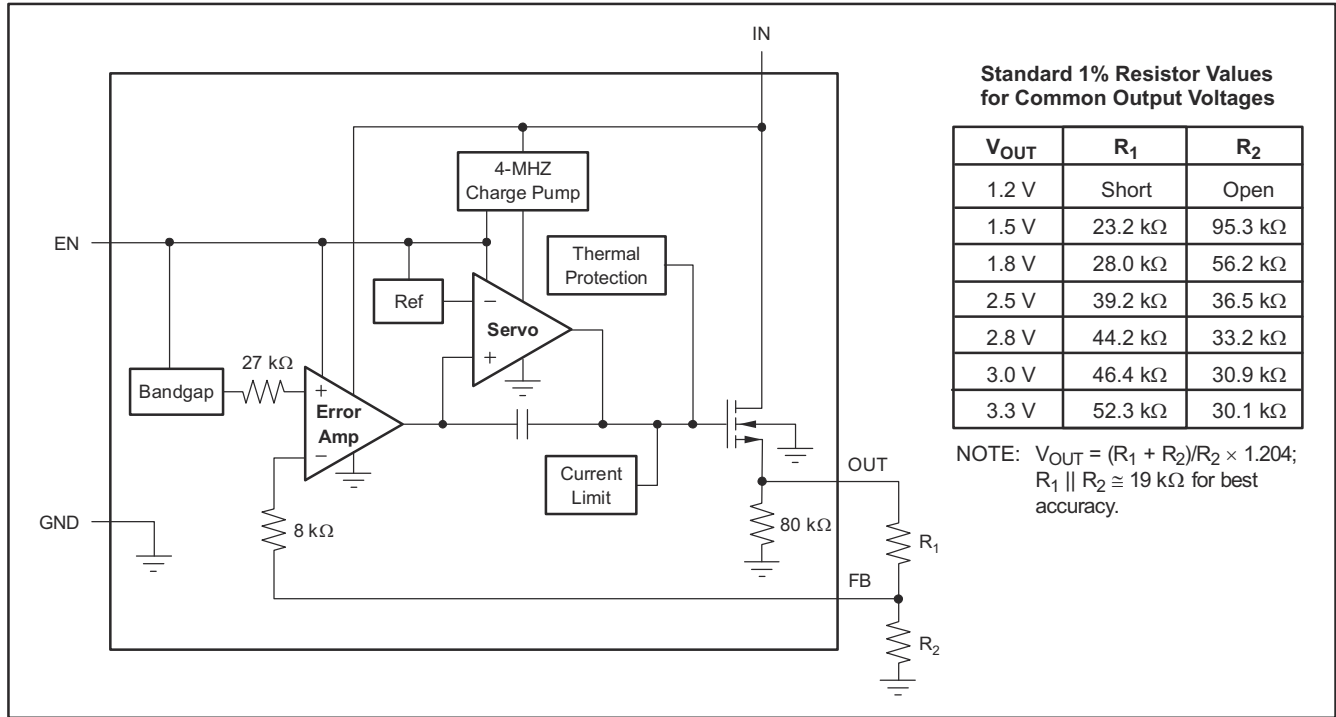 IN
4-MHZ
Charge Pump
EN
Thermal
Protection
Ref
−
Servo
+
27 kΩ
Bandgap
+
Error
Amp
−
Current
Limit
OUT
GND
8 kΩ
80 kΩ
R1
FB
R2
Standard 1% Resistor Values
for Common Output Voltages
VOUT R1 R2
1.2 V Short Open
1.5 V 23.2 kΩ 95.3 kΩ
1.8 V 28.0 kΩ 56.2 kΩ
2.5 V 39.2 kΩ 36.5 kΩ
2.8 V 44.2 kΩ 33.2 kΩ
3.0 V 46.4 kΩ 30.9 kΩ
3.3 V 52.3 kΩ 30.1 kΩ
NOTE: VOUT = (R1 + R2)/R2 × 1.204;
R1 || R2 ≅ 19 kΩ for best
accuracy.